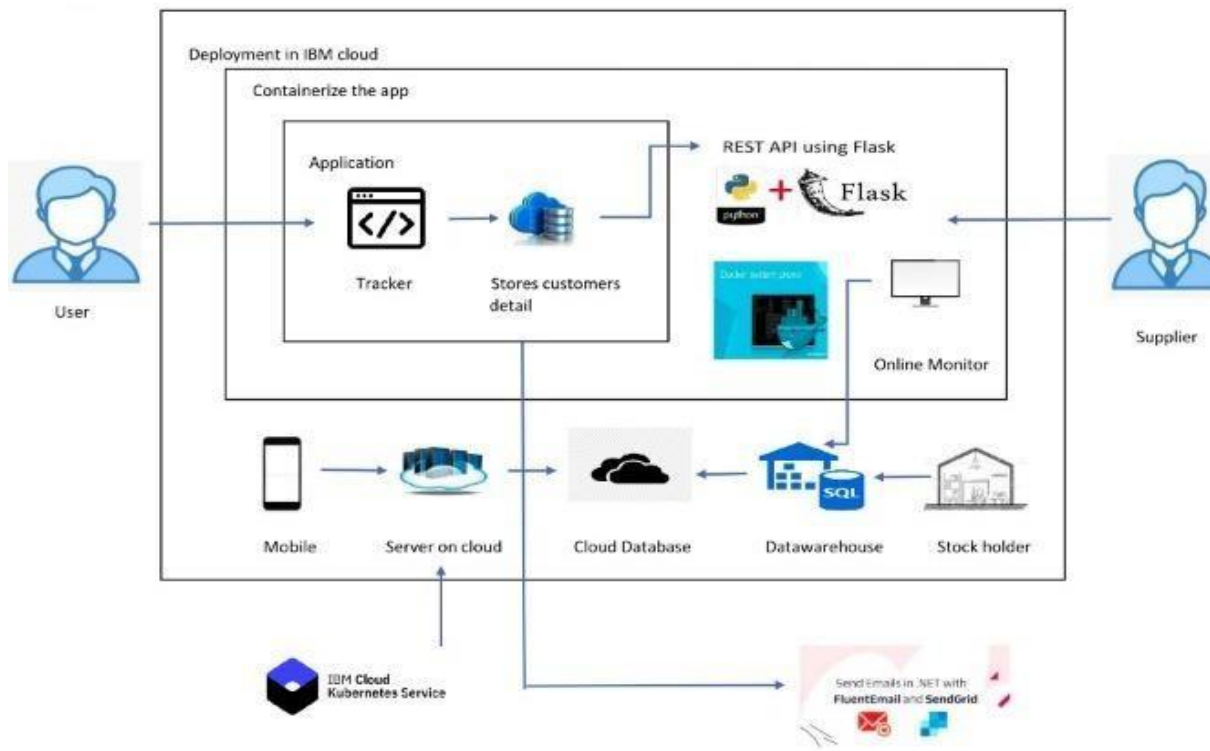 Deployment in IBM cloud
Containerize the app
Application
REST API using Flask
python
+
Flask
</>
Tracker
Stores customers
detail
User
Supplier
Online Monitor
SQL
Mobile
Server on cloud
Cloud Database
Datawarehouse
Stock holder
IBM Cloud
Kubernetes Service
Send Emails in .NET with
FluentEmail and SendGrid